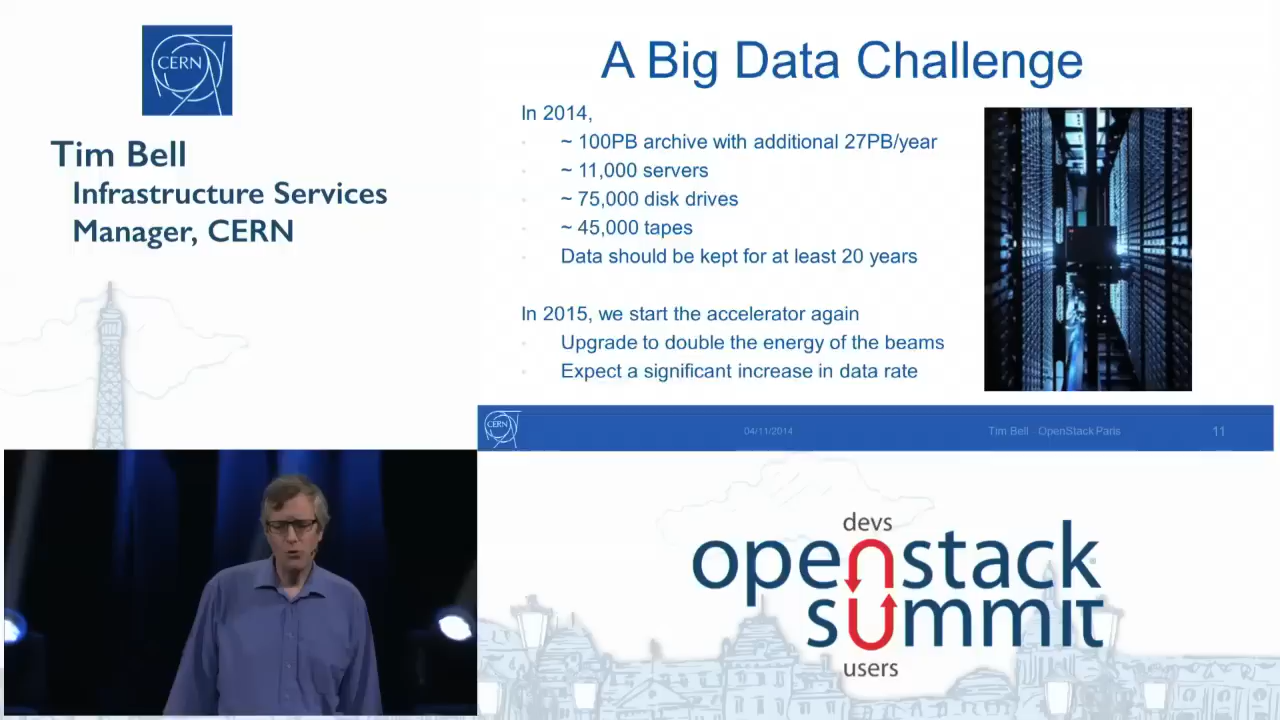 CERN
Tim Bell
Infrastructure Services
Manager, CERN
A Big Data Challenge
In 2014,
~ 100PB archive with additional 27PB/year
~ 11,000 servers
~ 75,000 disk drives
~ 45,000 tapes
Data should be kept for at least 20 years
In 2015, we start the accelerator again
Upgrade to double the energy of the beams
Expect a significant increase in data rate
CERN
04/11/2014
Tim Bell - OpenStack Paris
11
devs
openstack
summit
users